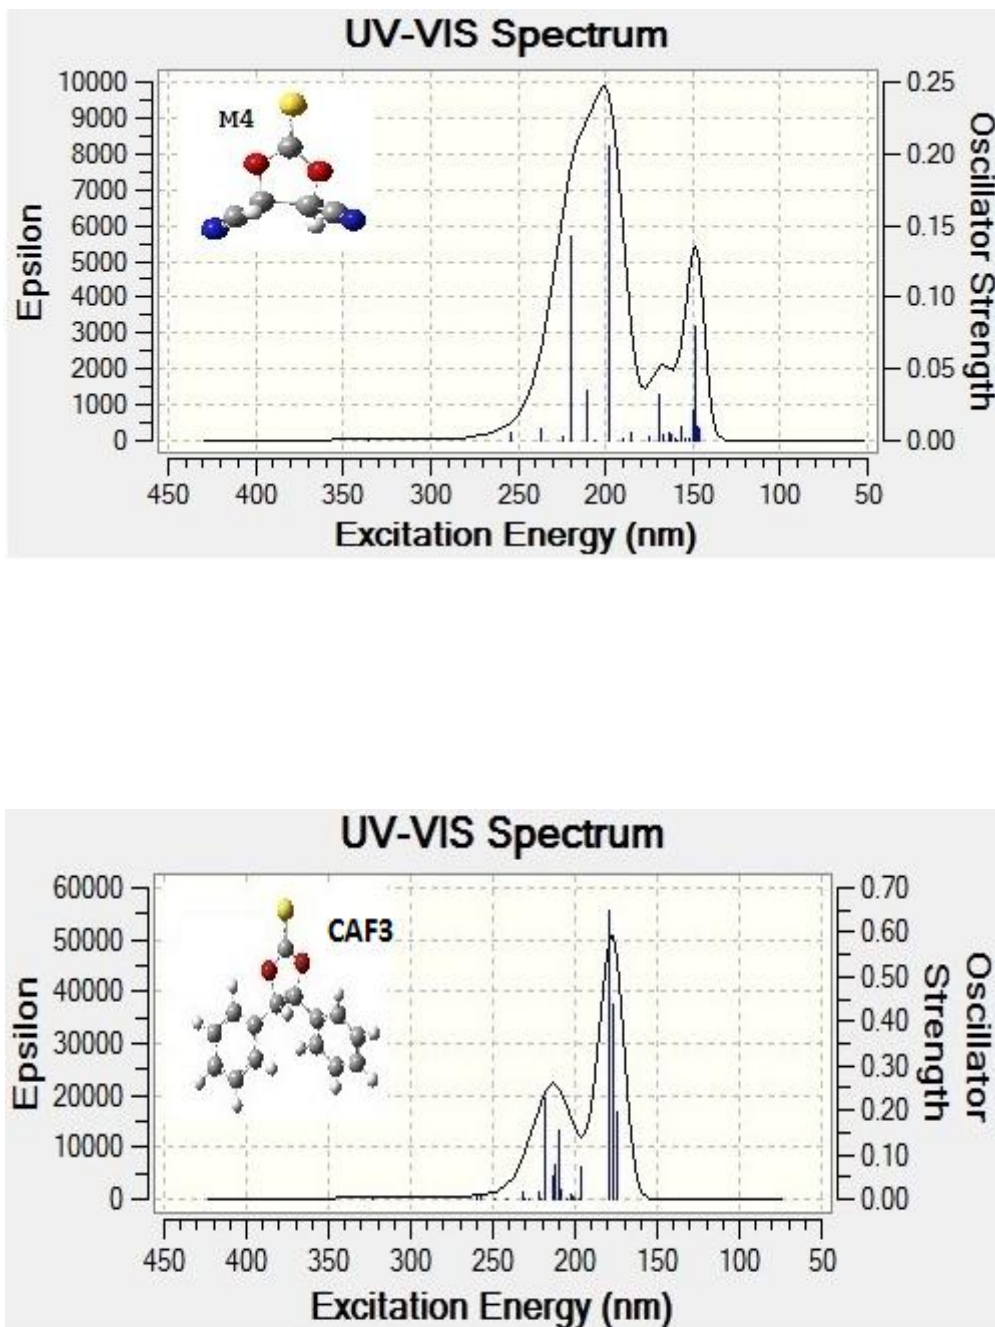 UV-VIS Spectrum
M4
10000
9000
8000
7000
6000
5000
4000
3000
2000
1000
0
Epsilon
0.25
0.20
0.15
0.10
0.05
0.00
Oscillator Strength
450 400 350 300 250 200 150 100 50
Excitation Energy (nm)
UV-VIS Spectrum
CAF3
60000
50000
40000
30000
20000
10000
0
Epsilon
0.70
0.60
0.50
0.40
0.30
0.20
0.10
0.00
Oscillator
Strength
450 400 350 300 250 200 150 100 50
Excitation Energy (nm)